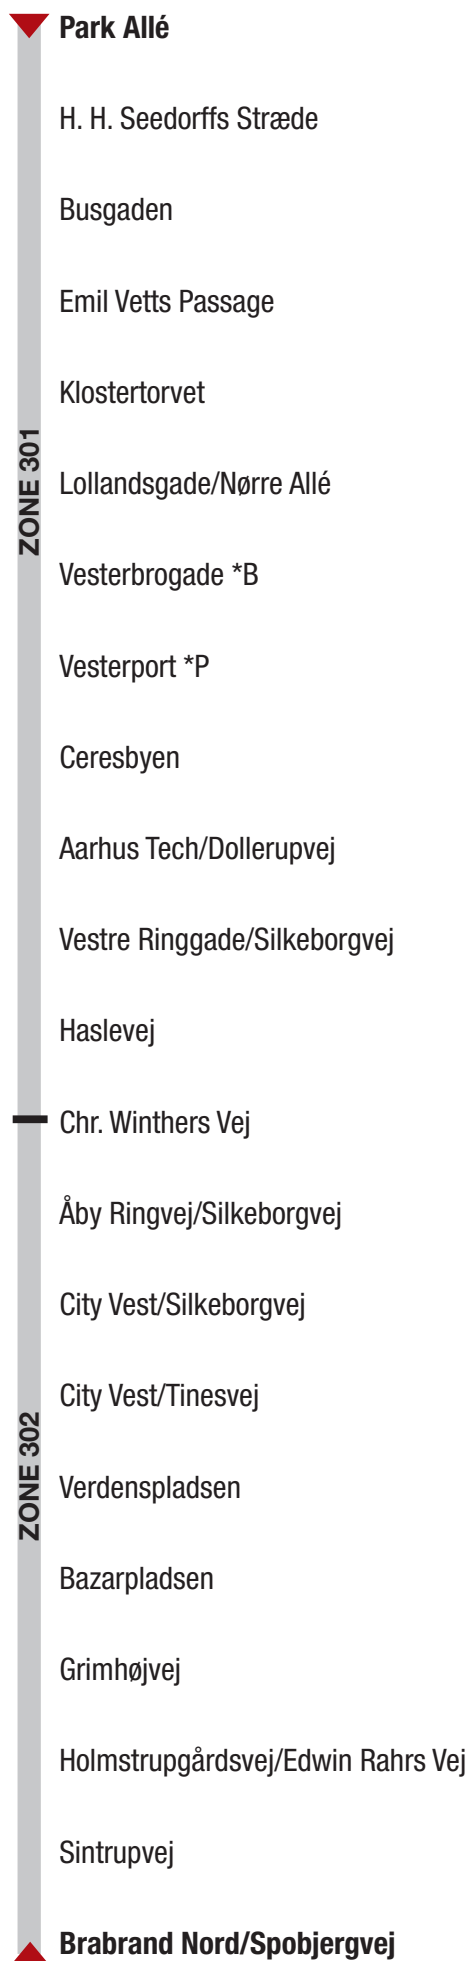 Park Allé
H. H. Seedorffs Stræde
Busgaden
Emil Vetts Passage
Klostertorvet
ZONE 301
Lollandsgade/Nørre Allé
Vesterbrogade *B
Vesterport *P
Ceresbyen
Aarhus Tech/Dollerupvej
Vestre Ringgade/Silkeborgvej
Haslevej
Chr. Winthers Vej
Åby Ringvej/Silkeborgvej
City Vest/Silkeborgvej
City Vest/Tinesvej
ZONE 302
Verdenspladsen
Bazarpladsen
Grimhøjvej
Holmstrupgårdsvej/Edwin Rahrs Vej
Sintrupvej
Brabrand Nord/Spobjergvej